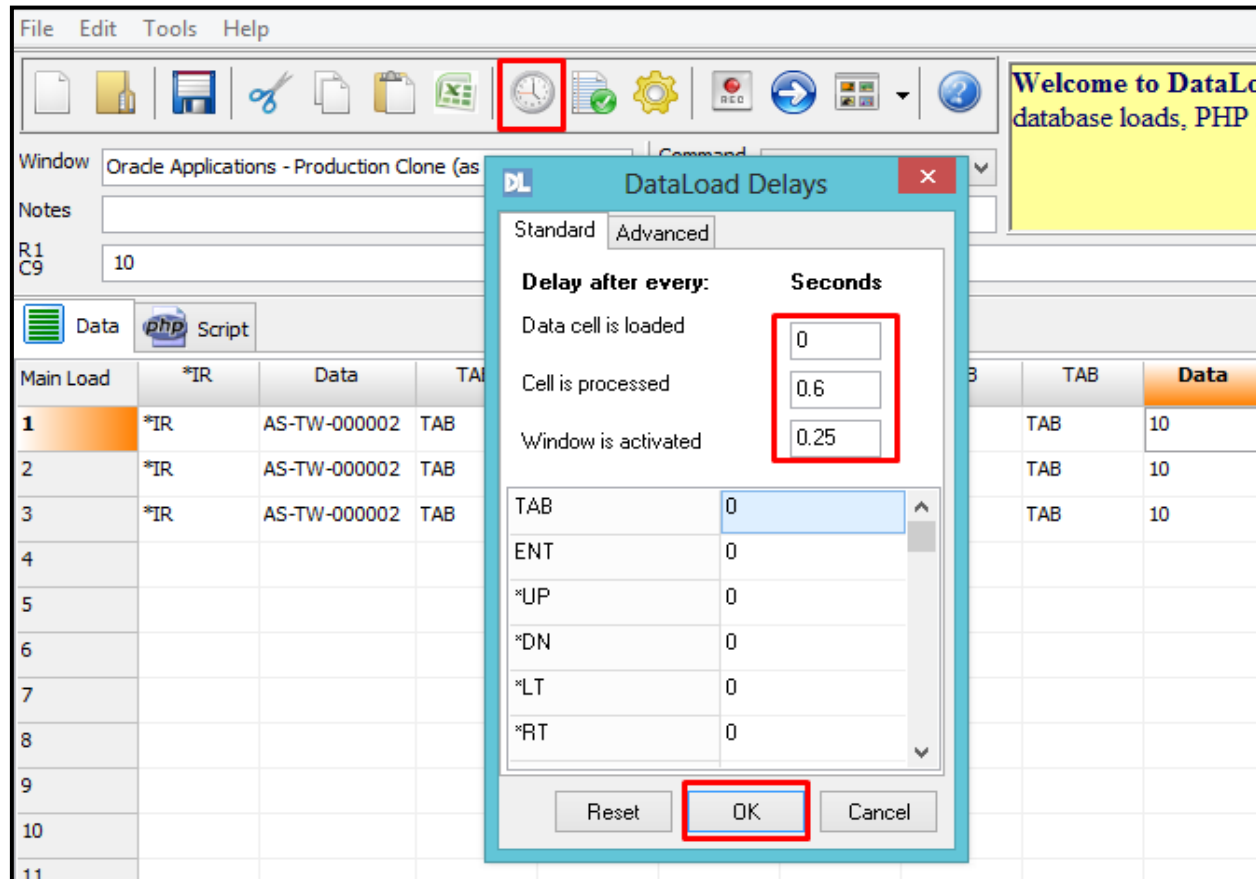 File Edit Tools Help
REC
Welcome to DataLo
database loads, PHP
Window Oracle Applications - Production Clone (as
Notes
R1
C9 10
Data php Script
DL DataLoad Delays
Standard Advanced
Delay after every: Seconds
Data cell is loaded 0
Cell is processed 0.6
Window is activated 0.25
TAB 0
ENT 0
*UP 0
*DN 0
*LT 0
*RT 0
Reset OK Cancel
Main Load *IR Data TAB Data
1 *IR AS-TW-000002 TAB TAB 10
2 *IR AS-TW-000002 TAB TAB 10
3 *IR AS-TW-000002 TAB TAB 10
4
5
6
7
8
9
10
11